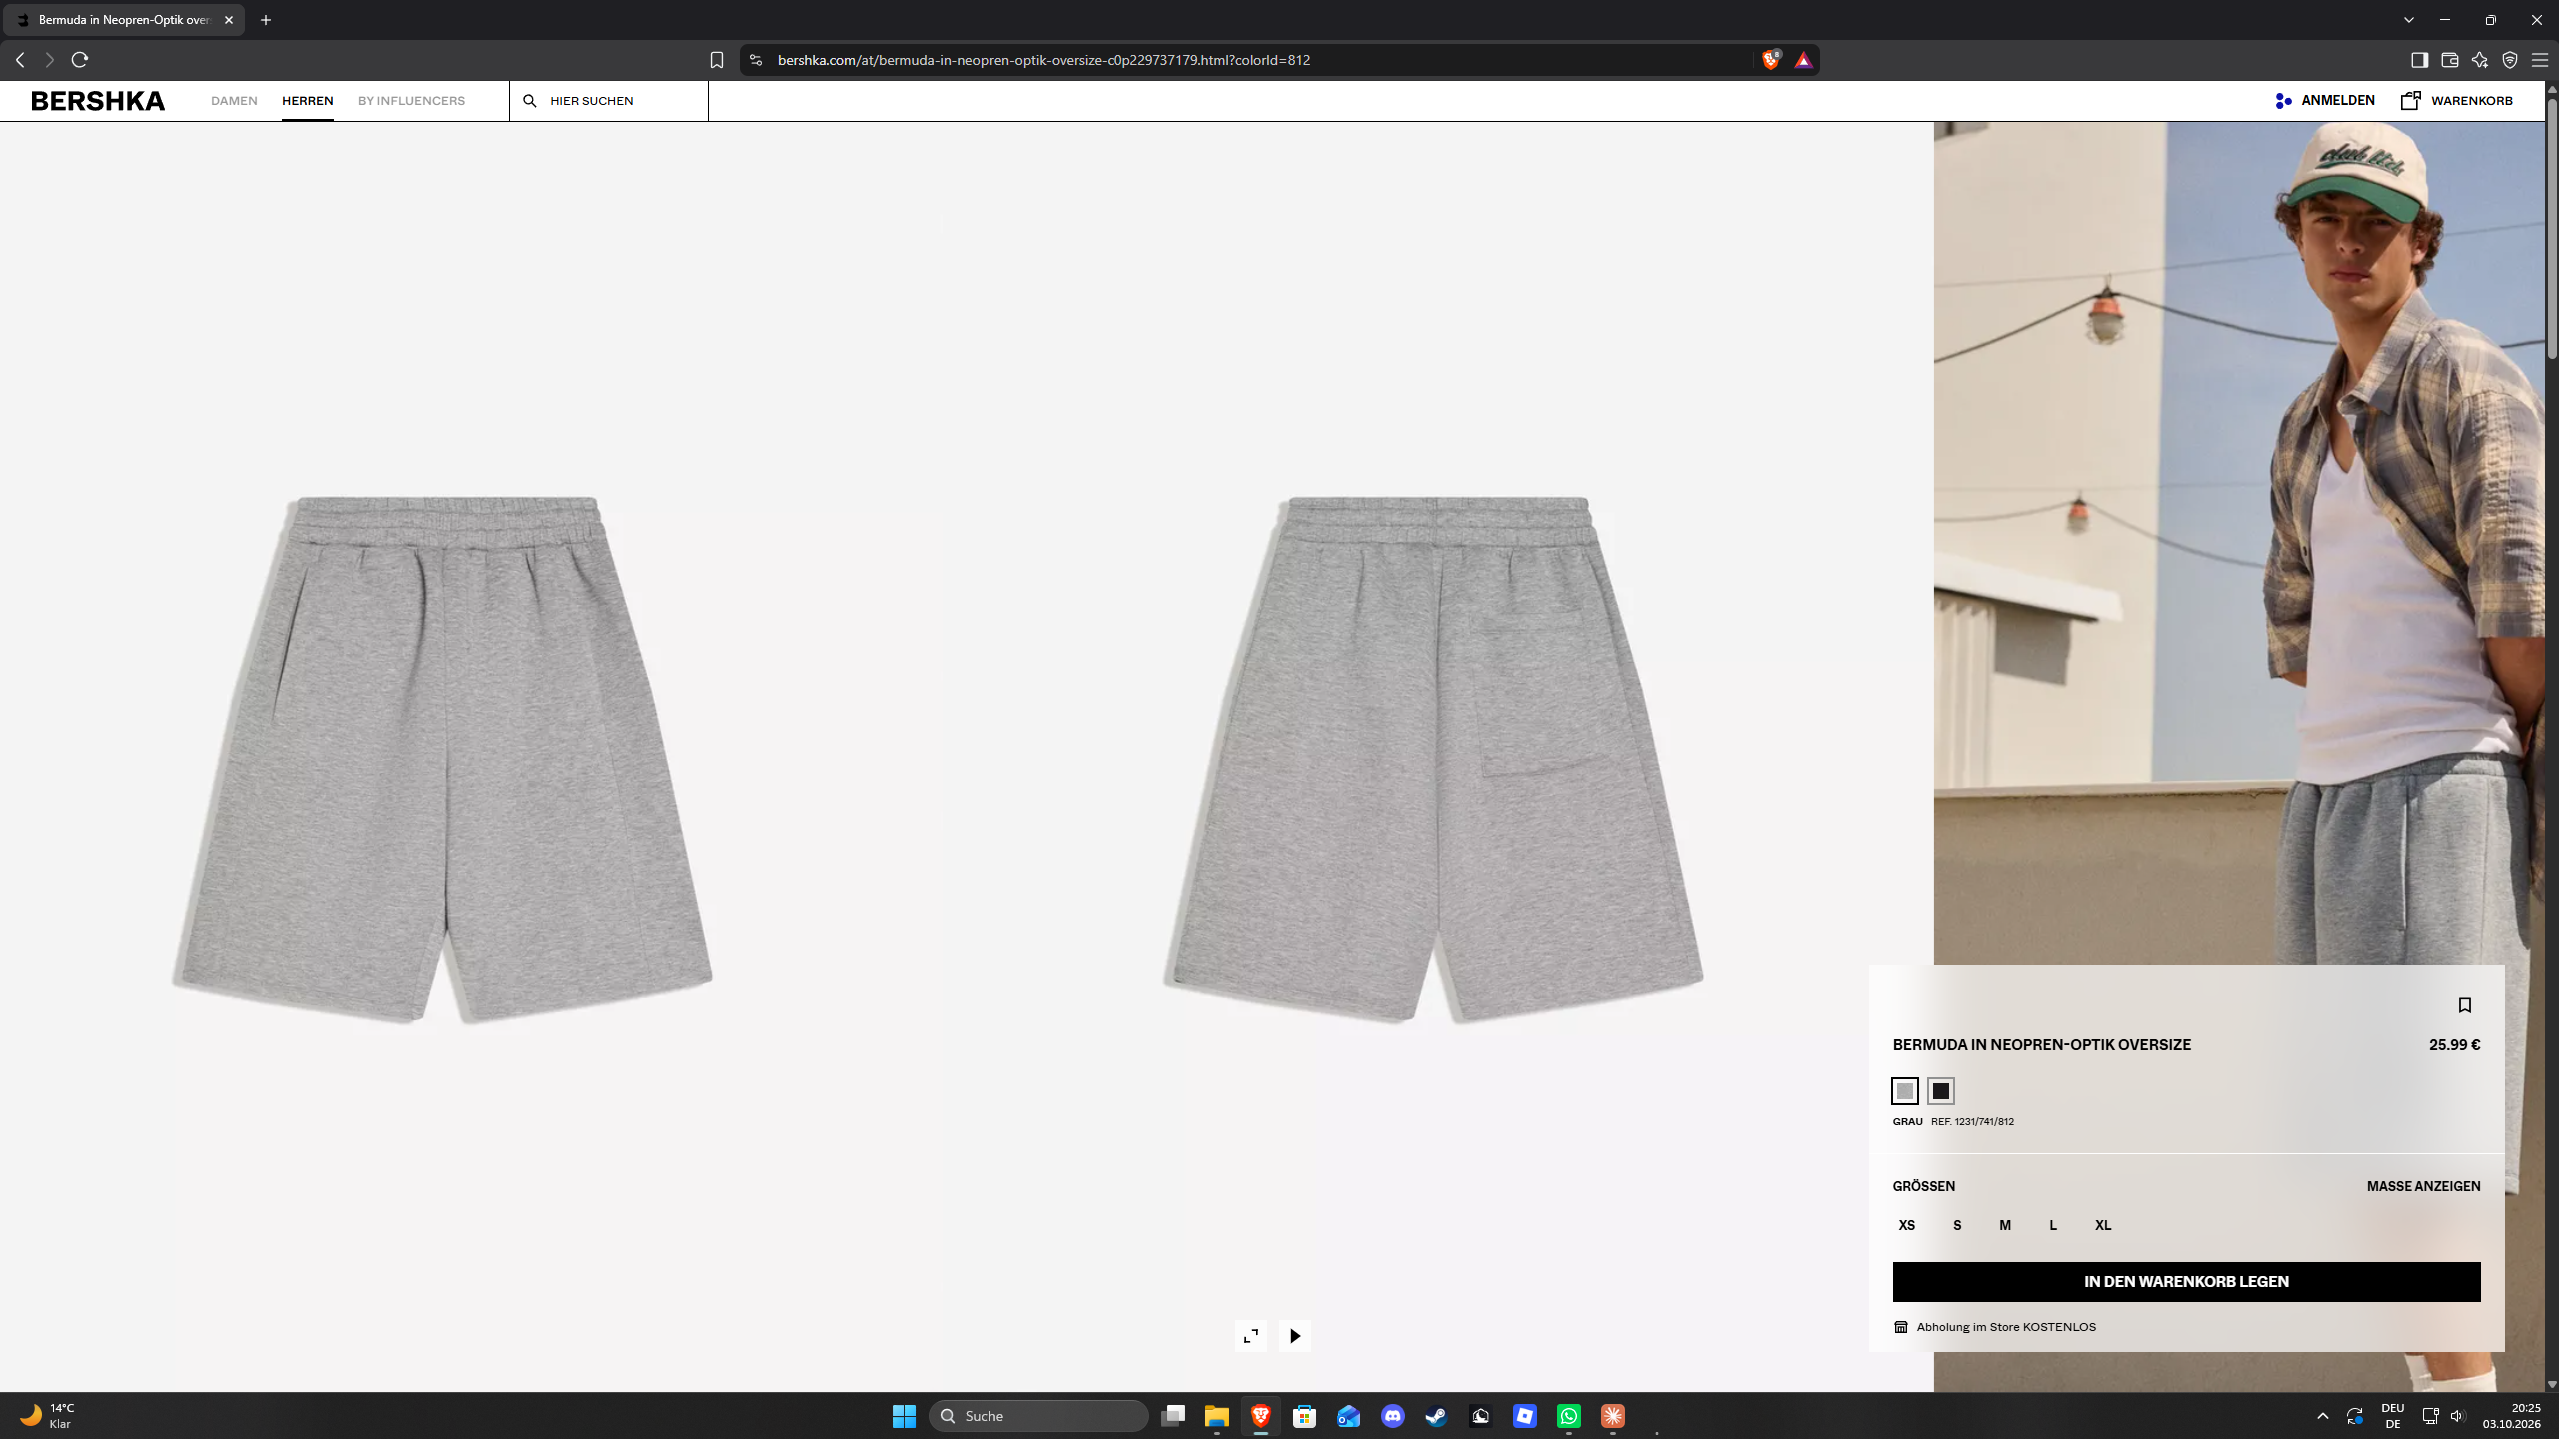 Bermuda in Neopren-Optik over
bershka.com/at/bermuda-in-neopren-optik-oversize-c0p229737179.html?colorId=812
8
BERSHKA
DAMEN
HERREN
BY INFLUENCERS
HIER SUCHEN
ANMELDEN
WARENKORB
BERMUDA IN NEOPREN-OPTIK OVERSIZE
25.99 €
GRAU REF. 1231/741/812
GRÖSSEN
MASSE ANZEIGEN
XS S M L XL
IN DEN WARENKORB LEGEN
Abholung im Store KOSTENLOS
14°C
Klar
Suche
DEU
DE
20:25
03.10.2026